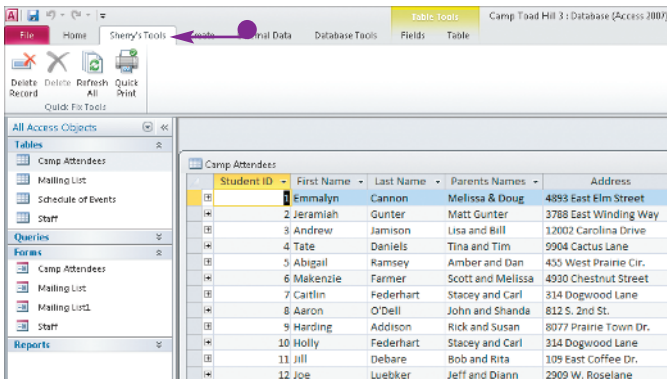 Table Tools Camp Toad Hill 3 : Database (Access 2007)
File Home Sherry's Tools Create External Data Database Tools Fields Table
Delete Record Delete Refresh All Quick Print
Quick Fix Tools
All Access Objects
Tables
Camp Attendees
Mailing List
Schedule of Events
Staff
Queries
Forms
Camp Attendees
Mailing List
Mailing List1
Staff
Reports
Camp Attendees
Student ID First Name Last Name Parents Names Address
1 Emmalyn Cannon Melissa & Doug 4893 East Elm Street
2 Jeramiah Gunter Matt Gunter 3788 East Winding Way
3 Andrew Jamison Lisa and Bill 12002 Carolina Drive
4 Tate Daniels Tina and Tim 9904 Cactus Lane
5 Abigail Ramsey Amber and Dan 455 West Prairie Cir.
6 Makenzie Farmer Scott and Melissa 4930 Chestnut Street
7 Caitlin Federhart Stacey and Carl 314 Dogwood Lane
8 Aaron O'Dell John and Shanda 812 S. 2nd St.
9 Harding Addison Rick and Susan 8077 Prairie Town Dr.
10 Holly Federhart Stacey and Carl 314 Dogwood Lane
11 Jill Debare Bob and Rita 109 East Coffee Dr.
12 Joe Luebker Jeff and Diann 2909 W. Roselane